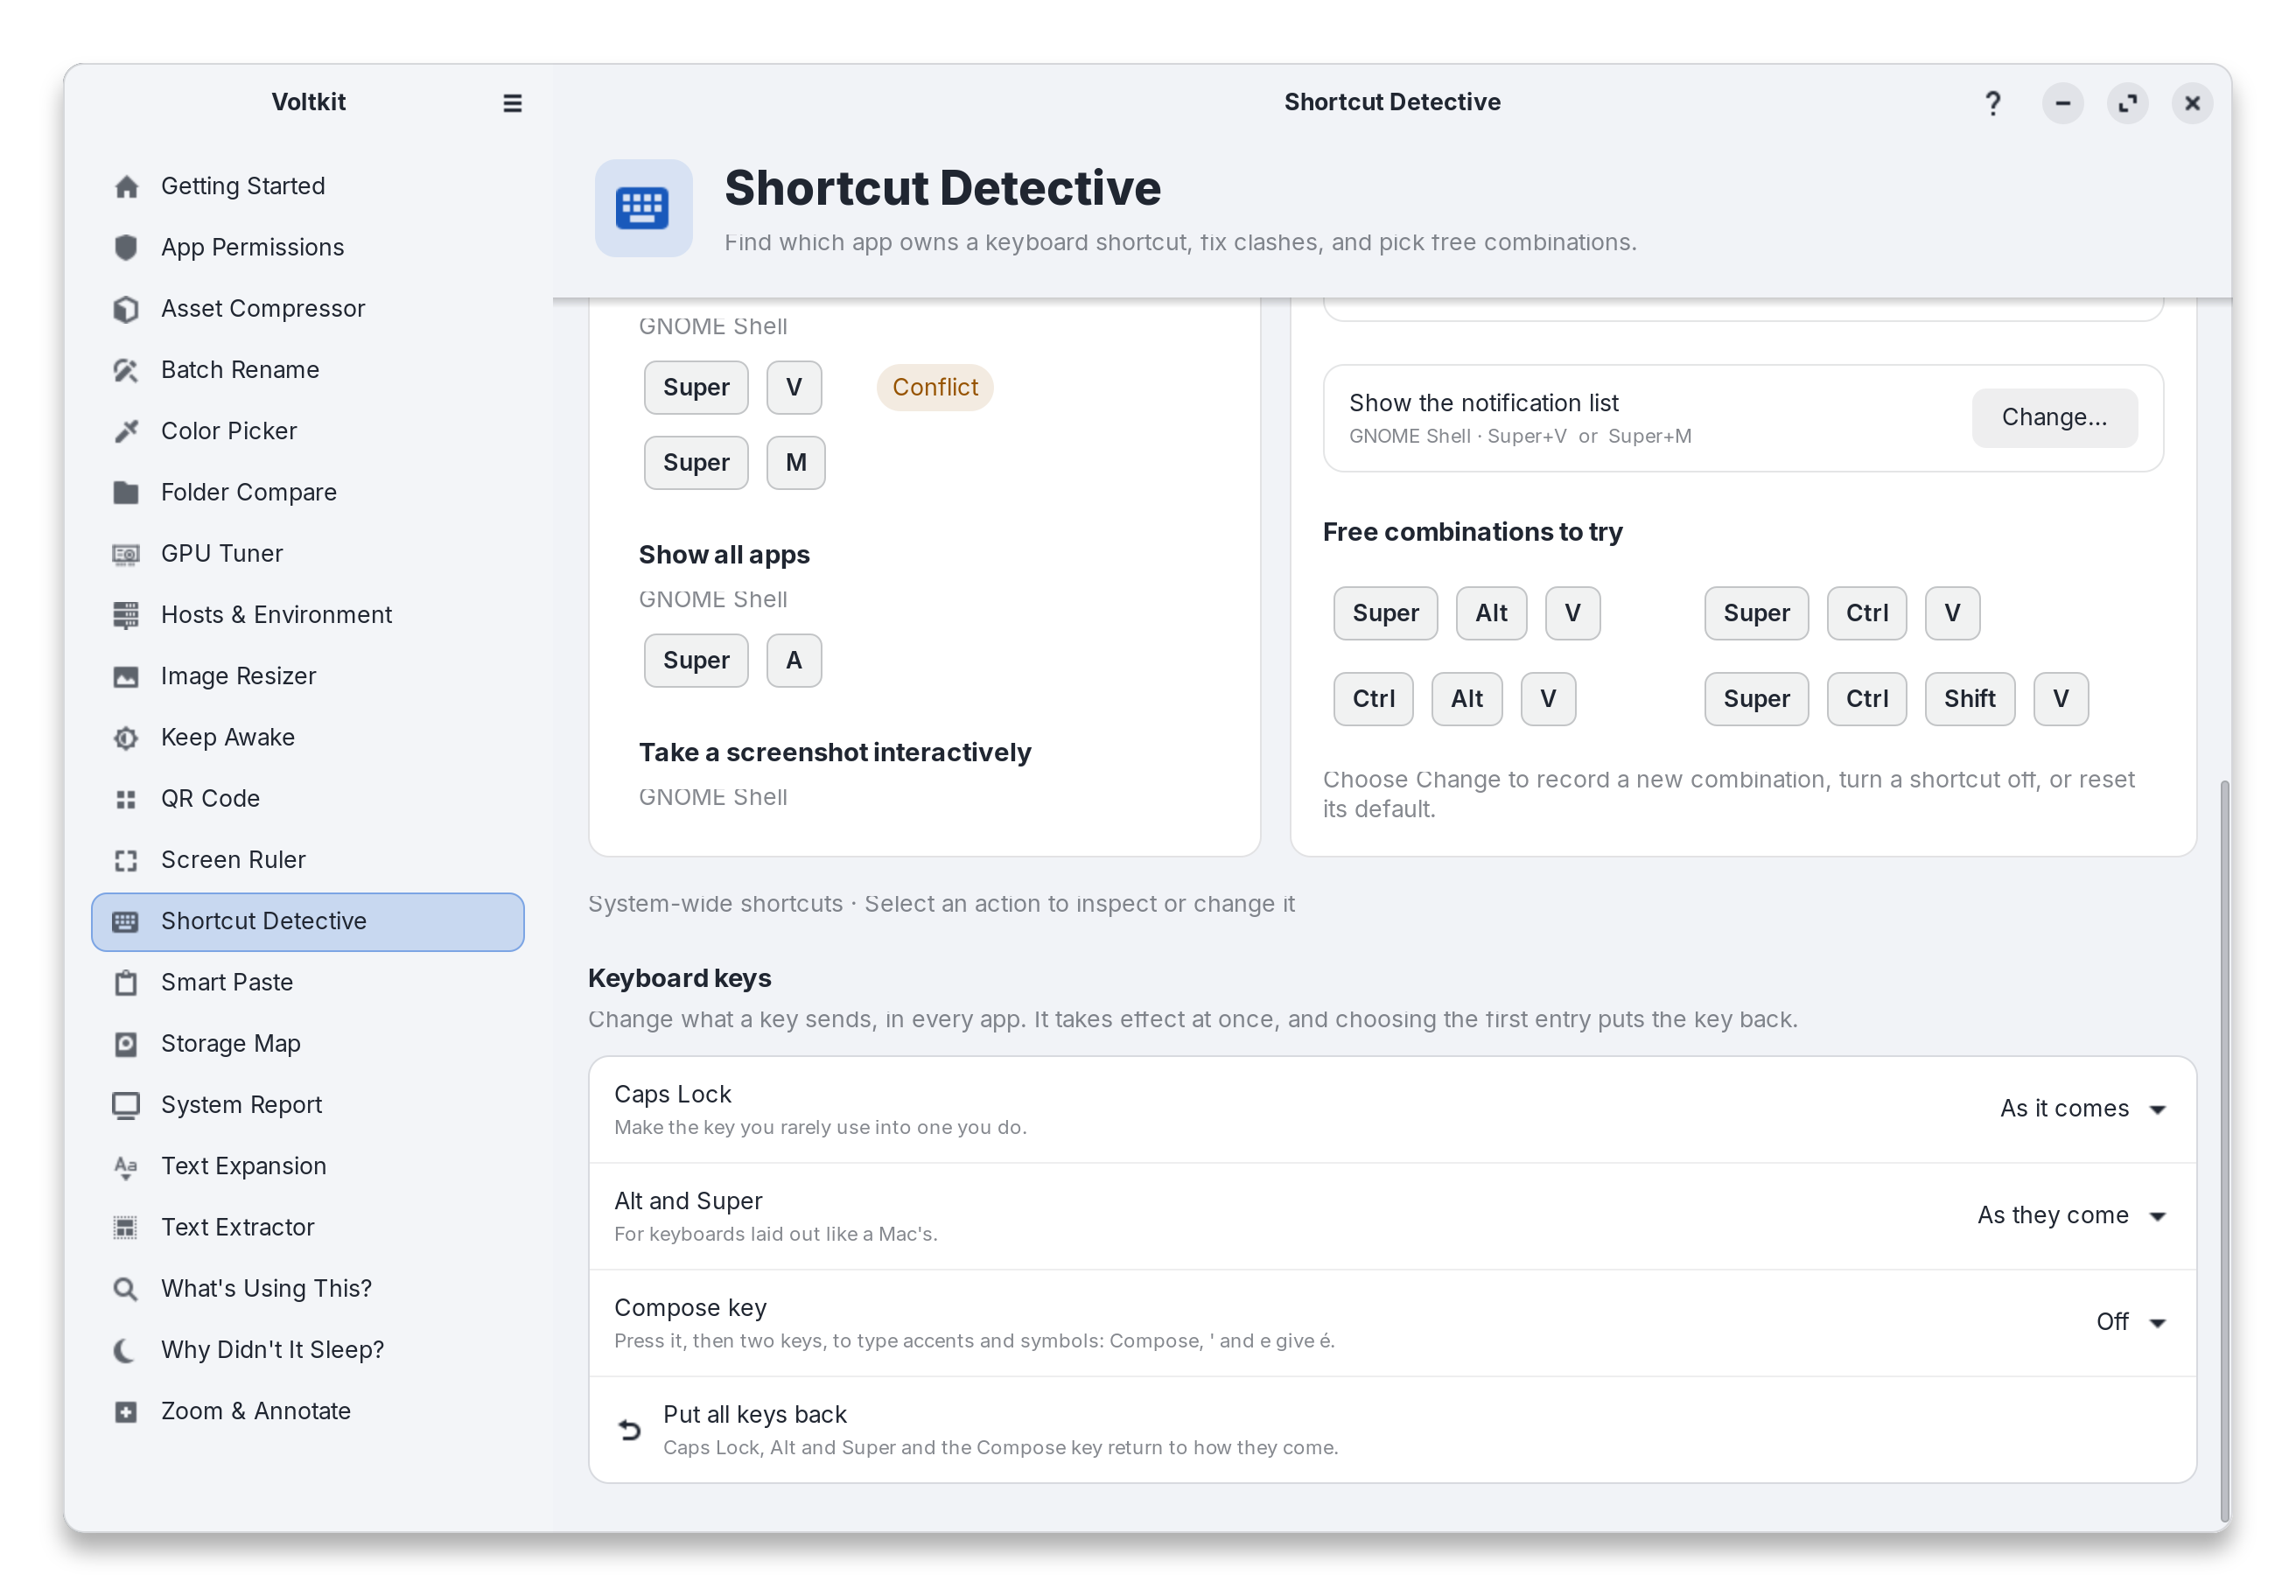 Voltkit
Shortcut Detective
?
Getting Started
App Permissions
Asset Compressor
Batch Rename
Color Picker
Folder Compare
GPU Tuner
Hosts & Environment
Image Resizer
Keep Awake
QR Code
Screen Ruler
Shortcut Detective
Smart Paste
Storage Map
System Report
Text Expansion
Text Extractor
What's Using This?
Why Didn't It Sleep?
Zoom & Annotate
Shortcut Detective
Find which app owns a keyboard shortcut, fix clashes, and pick free combinations.
GNOME Shell
Super V Conflict
Super M
Show all apps
GNOME Shell
Super A
Take a screenshot interactively
GNOME Shell
Show the notification list
GNOME Shell · Super+V or Super+M
Change...
Free combinations to try
Super Alt V Super Ctrl V
Ctrl Alt V Super Ctrl Shift V
Choose Change to record a new combination, turn a shortcut off, or reset
its default.
System-wide shortcuts · Select an action to inspect or change it
Keyboard keys
Change what a key sends, in every app. It takes effect at once, and choosing the first entry puts the key back.
Caps Lock
Make the key you rarely use into one you do.
As it comes
Alt and Super
For keyboards laid out like a Mac's.
As they come
Compose key
Press it, then two keys, to type accents and symbols: Compose, ' and e give é.
Off
Put all keys back
Caps Lock, Alt and Super and the Compose key return to how they come.